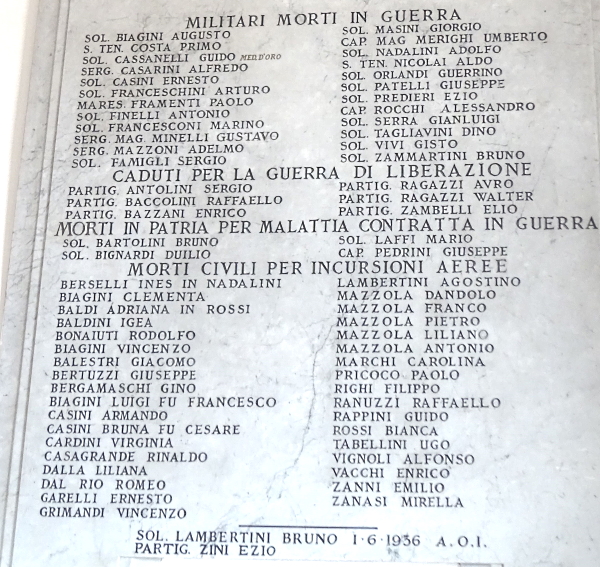 MILITARI MORTI IN GUERRA
SOL. BIAGINI AUGUSTO
S. TEN. COSTA PRIMO
SOL. CASSANELLI GUIDO MED. D'ORO
SERG. CASARINI ALFREDO
SOL. CASINI ERNESTO
SOL. FRANCESCHINI ARTURO
MARES. FRAMENTI PAOLO
SOL. FINELLI ANTONIO
SOL. FRANCESCONI MARINO
SERG. MAG. MINELLI GUSTAVO
SERG. MAZZONI ADELMO
SOL. FAMIGLI SERGIO
SOL. MASINI GIORGIO
CAP. MAG MERIGHI UMBERTO
SOL. NADALINI ADOLFO
S. TEN. NICOLAI ALDO
SOL. ORLANDI GUERRINO
SOL. PATELLI GIUSEPPE
SOL. PREDIERI EZIO
CAP. ROCCHI ALESSANDRO
SOL. SERRA GIANLUIGI
SOL. TAGLIAVINI DINO
SOL. VIVI GISTO
SOL. ZAMMARTINI BRUNO
CADUTI PER LA GUERRA DI LIBERAZIONE
PARTIG. ANTOLINI SERGIO
PARTIG. BACCOLINI RAFFAELLO
PARTIG. BAZZANI ENRICO
PARTIG. RAGAZZI AVRO
PARTIG. RAGAZZI WALTER
PARTIG. ZAMBELLI ELIO
MORTI IN PATRIA PER MALATTIA CONTRATTA IN GUERRA
SOL. BARTOLINI BRUNO
SOL. BIGNARDI DUILIO
SOL. LAFFI MARIO
CAP. PEDRINI GIUSEPPE
MORTI CIVILI PER INCURSIONI AEREE
BERSELLI INES IN NADALINI
BIAGINI CLEMENTA
BALDI ADRIANA IN ROSSI
BALDINI IGEA
BONAIUTI RODOLFO
BIAGINI VINCENZO
BALESTRI GIACOMO
BERTUZZI GIUSEPPE
BERGAMASCHI GINO
BIAGINI LUIGI FU FRANCESCO
CASINI ARMANDO
CASINI BRUNA FU CESARE
CARDINI VIRGINIA
CASAGRANDE RINALDO
DALLA LILIANA
DAL RIO ROMEO
GARELLI ERNESTO
GRIMANDI VINCENZO
LAMBERTINI AGOSTINO
MAZZOLA DANDOLO
MAZZOLA FRANCO
MAZZOLA PIETRO
MAZZOLA LILIANO
MAZZOLA ANTONIO
MARCHI CAROLINA
PRICOCO PAOLO
RIGHI FILIPPO
RANUZZI RAFFAELLO
RAPPINI GUIDO
ROSSI BIANCA
TABELLINI UGO
VIGNOLI ALFONSO
VACCHI ENRICO
ZANNI EMILIO
ZANASI MIRELLA
SOL. LAMBERTINI BRUNO 1·6·1936 A.O.I.
PARTIG. ZINI EZIO